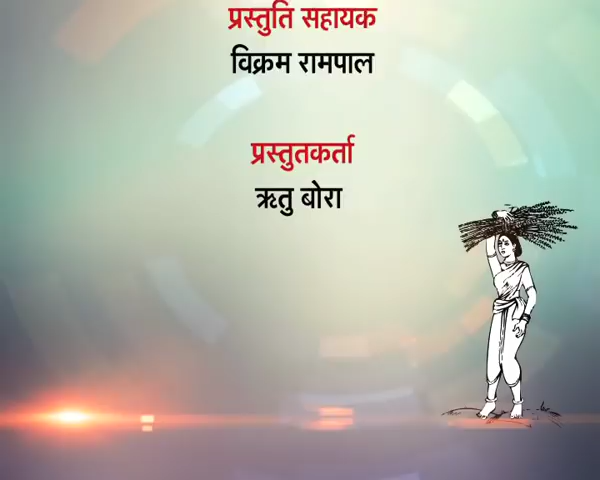 प्रस्तुति सहायक
विक्रम रामपाल
प्रस्तुतकर्ता
ऋतु बोरा